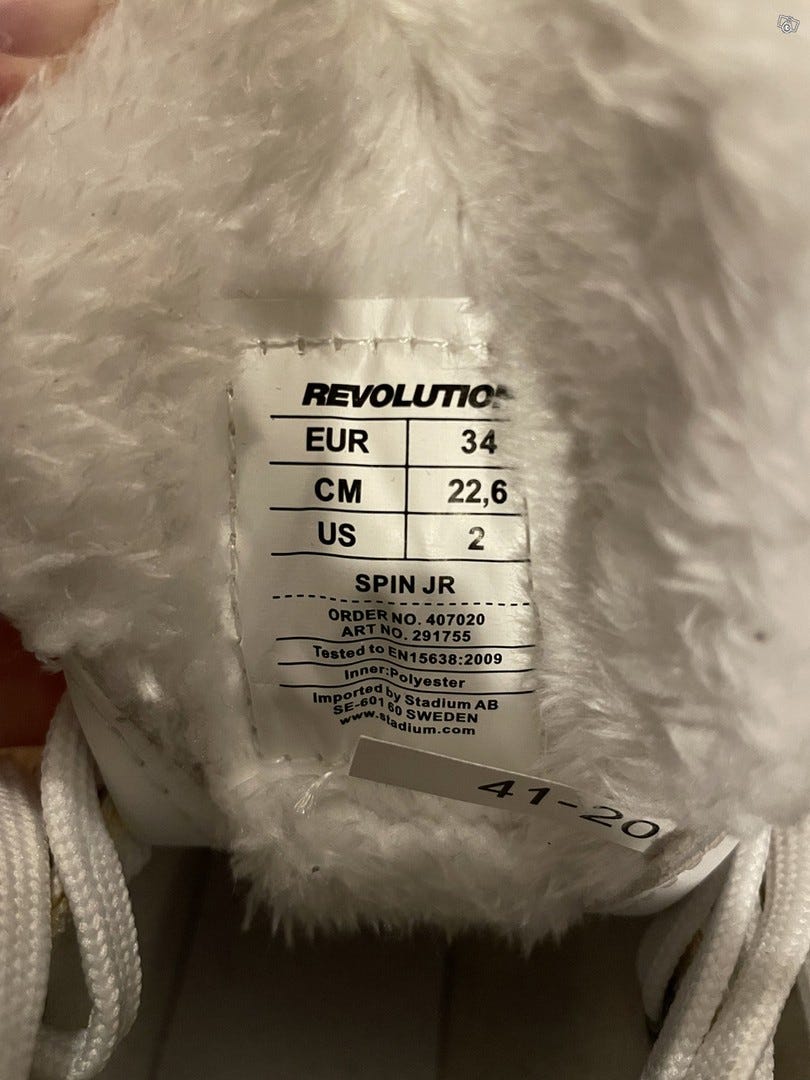 REVOLUTION
EUR 34
CM 22,6
US 2
SPIN JR
ORDER NO. 407020
ART NO. 291755
Tested to EN15638:2009
Inner:Polyester
Imported by Stadium AB
SE-601 60 SWEDEN
www.stadium.com
41-20